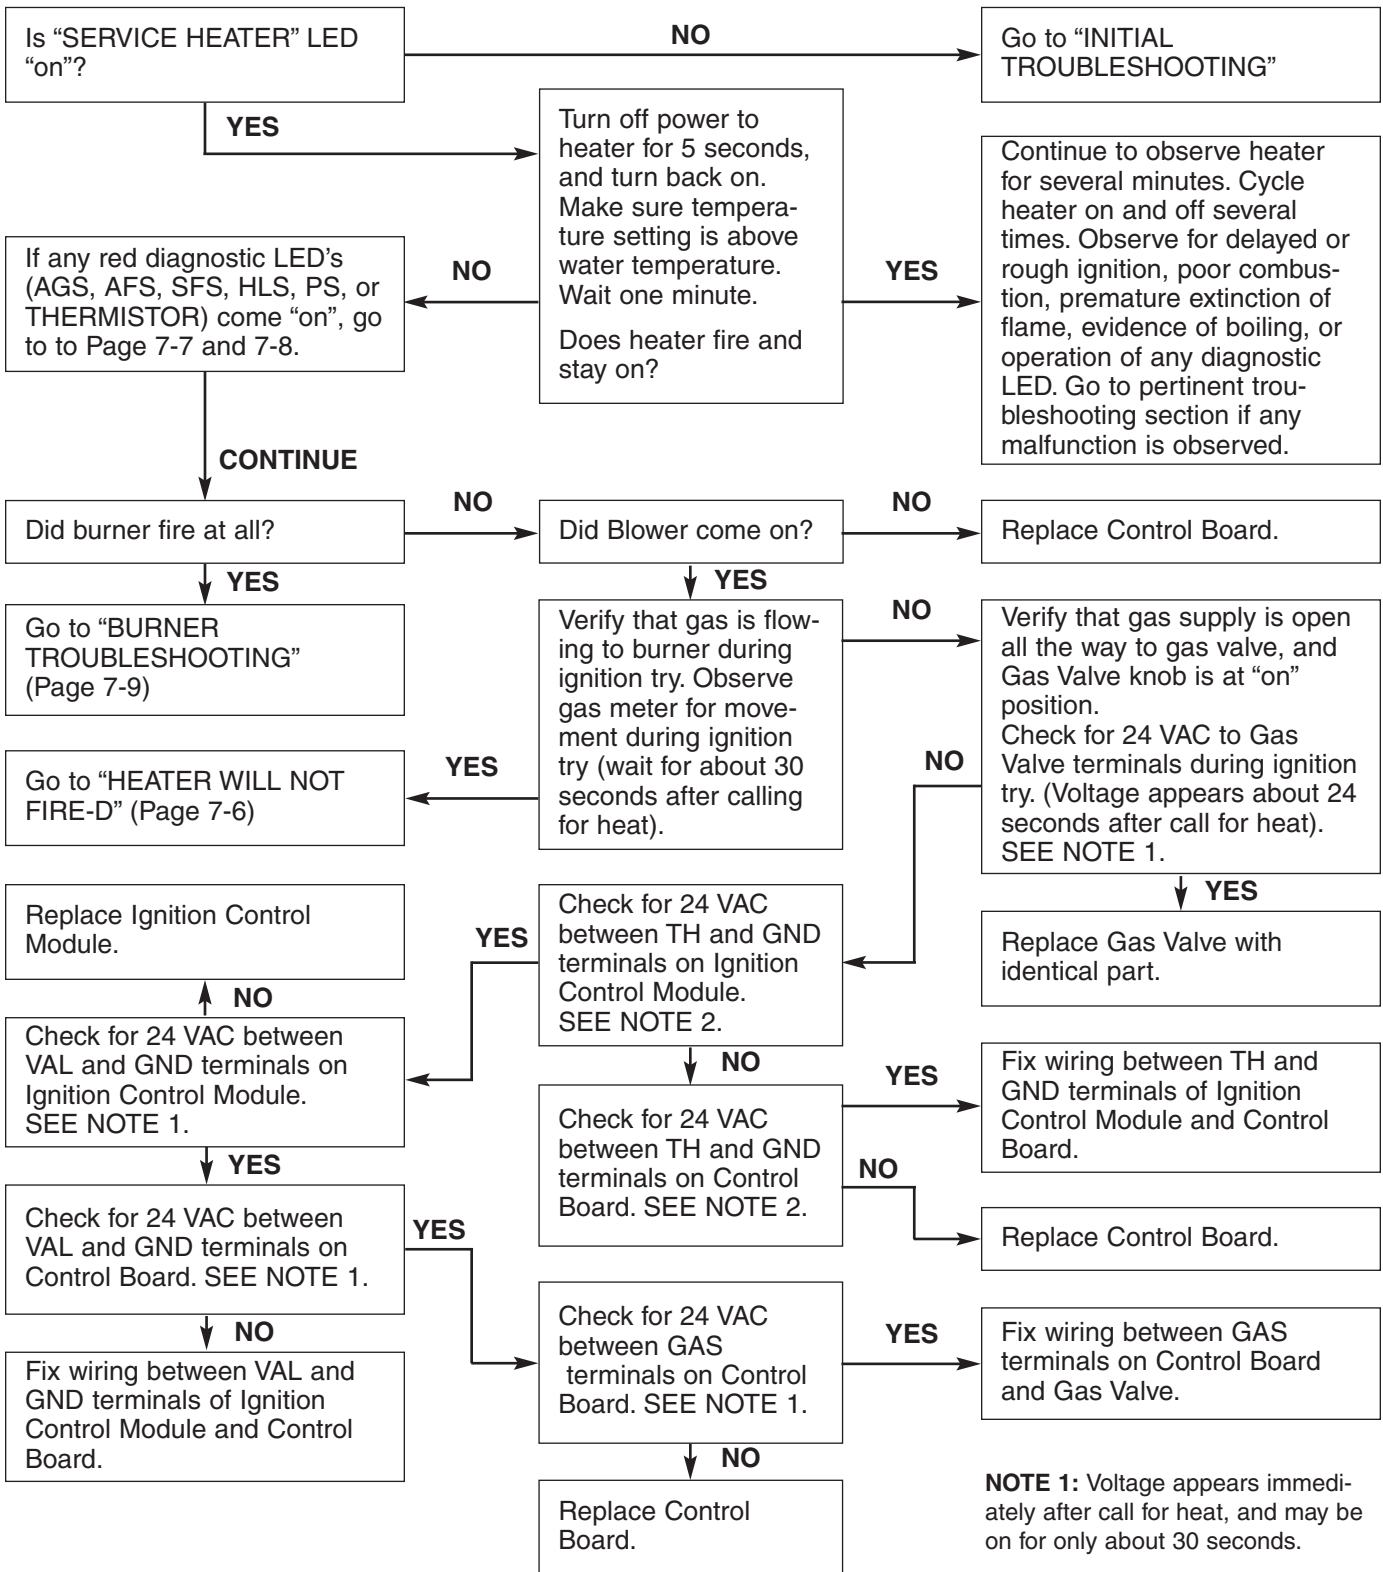 Is “SERVICE HEATER” LED
“on”?
NO
Go to “INITIAL
TROUBLESHOOTING”
YES
Turn off power to
heater for 5 seconds,
and turn back on.
Make sure tempera-
ture setting is above
water temperature.
Wait one minute.
Does heater fire and
stay on?
YES
Continue to observe heater
for several minutes. Cycle
heater on and off several
times. Observe for delayed or
rough ignition, poor combus-
tion, premature extinction of
flame, evidence of boiling, or
operation of any diagnostic
LED. Go to pertinent trou-
bleshooting section if any
malfunction is observed.
NO
If any red diagnostic LED's
(AGS, AFS, SFS, HLS, PS, or
THERMISTOR) come “on”, go
to to Page 7-7 and 7-8.
CONTINUE
Did burner fire at all?
NO
Did Blower come on?
NO
Replace Control Board.
YES
Go to “BURNER
TROUBLESHOOTING”
(Page 7-9)
YES
Verify that gas is flow-
ing to burner during
ignition try. Observe
gas meter for move-
ment during ignition
try (wait for about 30
seconds after calling
for heat).
NO
Verify that gas supply is open
all the way to gas valve, and
Gas Valve knob is at “on”
position.
Check for 24 VAC to Gas
Valve terminals during ignition
try. (Voltage appears about 24
seconds after call for heat).
SEE NOTE 1.
YES
Go to “HEATER WILL NOT
FIRE-D” (Page 7-6)
NO
YES
Replace Gas Valve with
identical part.
Check for 24 VAC
between TH and GND
terminals on Ignition
Control Module.
SEE NOTE 2.
YES
Replace Ignition Control
Module.
NO
Check for 24 VAC between
VAL and GND terminals on
Ignition Control Module.
SEE NOTE 1.
NO
Check for 24 VAC
between TH and GND
terminals on Control
Board. SEE NOTE 2.
YES
Fix wiring between TH and
GND terminals of Ignition
Control Module and Control
Board.
NO
Replace Control Board.
YES
Check for 24 VAC between
VAL and GND terminals on
Control Board. SEE NOTE 1.
YES
Check for 24 VAC
between GAS
terminals on Control
Board. SEE NOTE 1.
YES
Fix wiring between GAS
terminals on Control Board
and Gas Valve.
NO
Fix wiring between VAL and
GND terminals of Ignition
Control Module and Control
Board.
NO
Replace Control
Board.
NOTE 1: Voltage appears immedi-
ately after call for heat, and may be
on for only about 30 seconds.